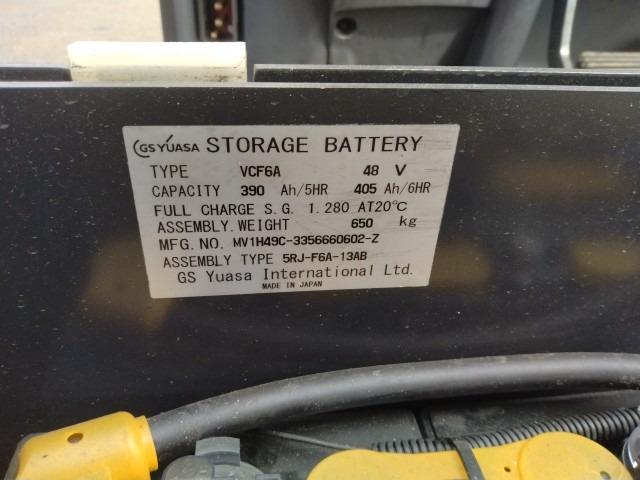 GS YUASA STORAGE BATTERY
TYPE VCF6A 48 V
CAPACITY 390 Ah/5HR 405 Ah/6HR
FULL CHARGE S.G. 1.280 AT20℃
ASSEMBLY.WEIGHT 650 kg
MFG.NO. MV1H49C-3356660602-Z
ASSEMBLY TYPE 5RJ-F6A-13AB
GS Yuasa International Ltd.
MADE IN JAPAN